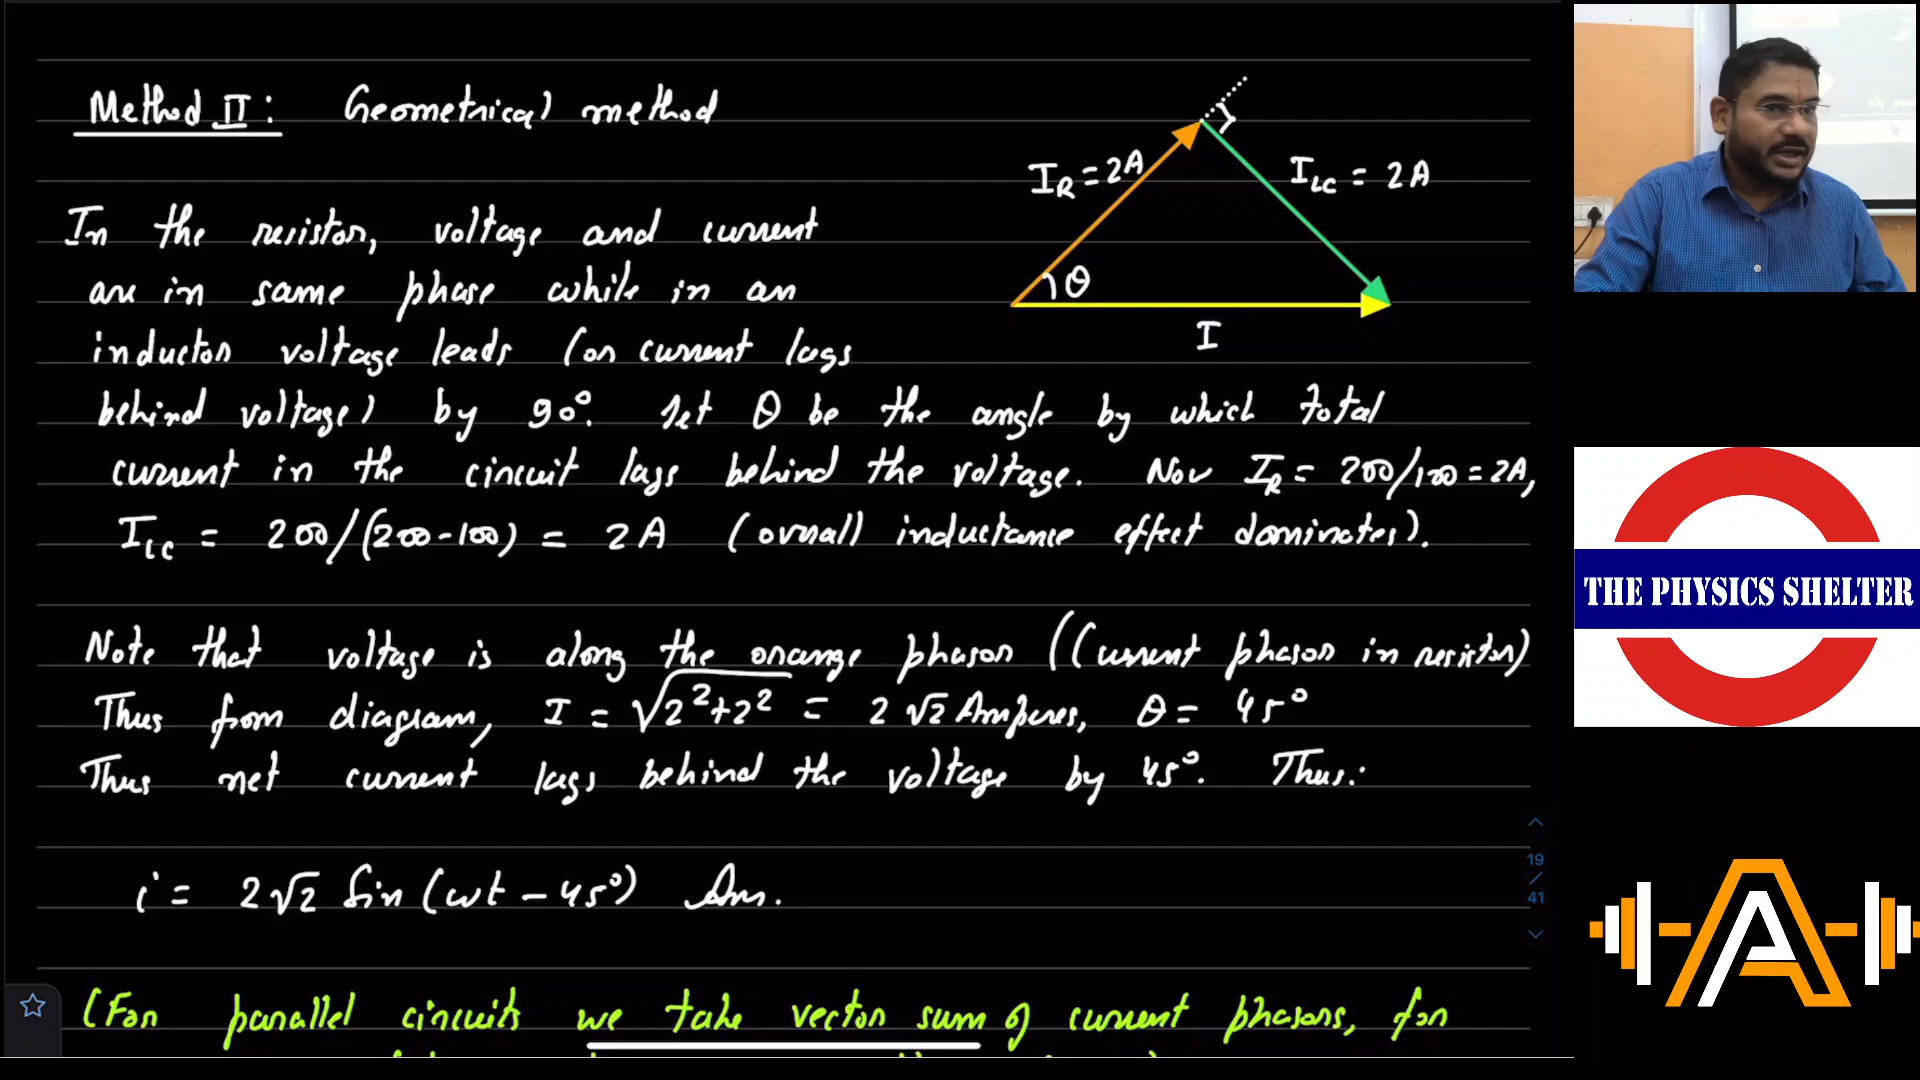 Method II: Geometrical method
I_R = 2A
I_LC = 2A
θ
I
In the resistor, voltage and current
are in same phase while in an
inductor voltage leads (or current lags
behind voltage) by 90°. Let θ be the angle by which total
current in the circuit lags behind the voltage. Now I_R = 200/100 = 2A,
I_LC = 200/(200-100) = 2A (overall inductance effect dominates).
Note that voltage is along the orange phasor (Current phasor in resistor)
Thus from diagram, I = √(2²+2²) = 2√2 Amperes, θ = 45°
Thus net current lags behind the voltage by 45°. Thus:
i = 2√2 Sin (ωt - 45°) Ans.
(For parallel circuits we take vector sum of current phasors, for
19
/
41
THE PHYSICS SHELTER
A